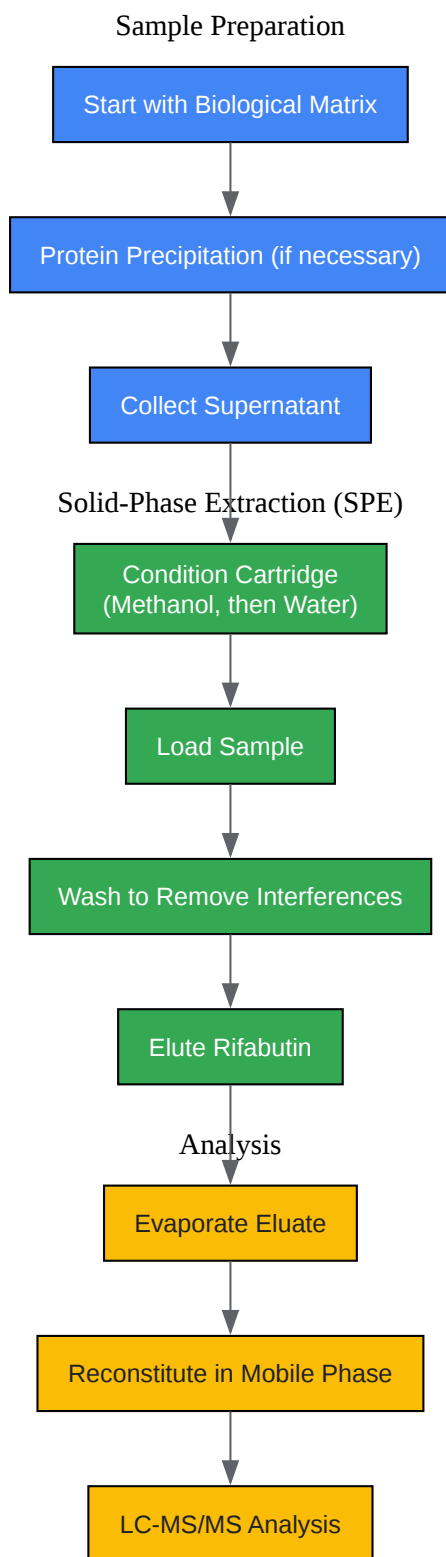 Sample Preparation
Start with Biological Matrix
Protein Precipitation (if necessary)
Collect Supernatant
Solid-Phase Extraction (SPE)
Condition Cartridge
(Methanol, then Water)
Load Sample
Wash to Remove Interferences
Elute Rifabutin
Analysis
Evaporate Eluate
Reconstitute in Mobile Phase
LC-MS/MS Analysis